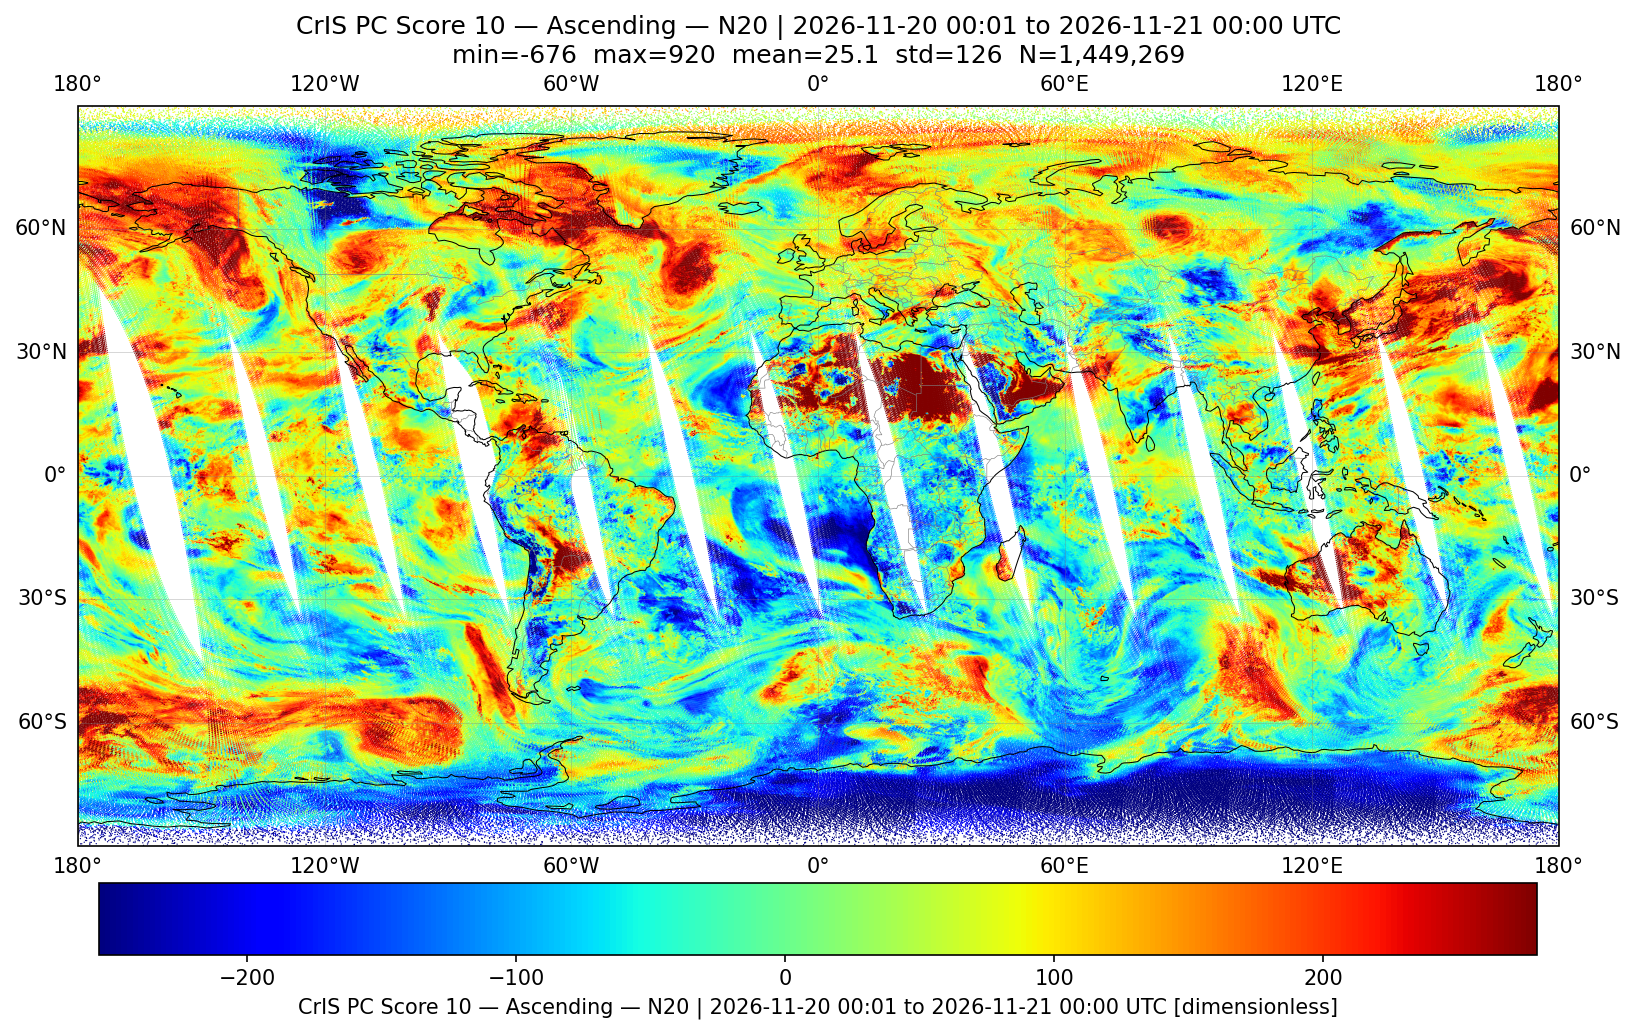 CrIS PC Score 10 — Ascending — N20 | 2026-11-20 00:01 to 2026-11-21 00:00 UTC
min=-676 max=920 mean=25.1 std=126 N=1,449,269
180° 120°W 60°W 0° 60°E 120°E 180°
60°N 60°N
30°N 30°N
0° 0°
30°S 30°S
60°S 60°S
180° 120°W 60°W 0° 60°E 120°E 180°
−200 −100 0 100 200
CrIS PC Score 10 — Ascending — N20 | 2026-11-20 00:01 to 2026-11-21 00:00 UTC [dimensionless]